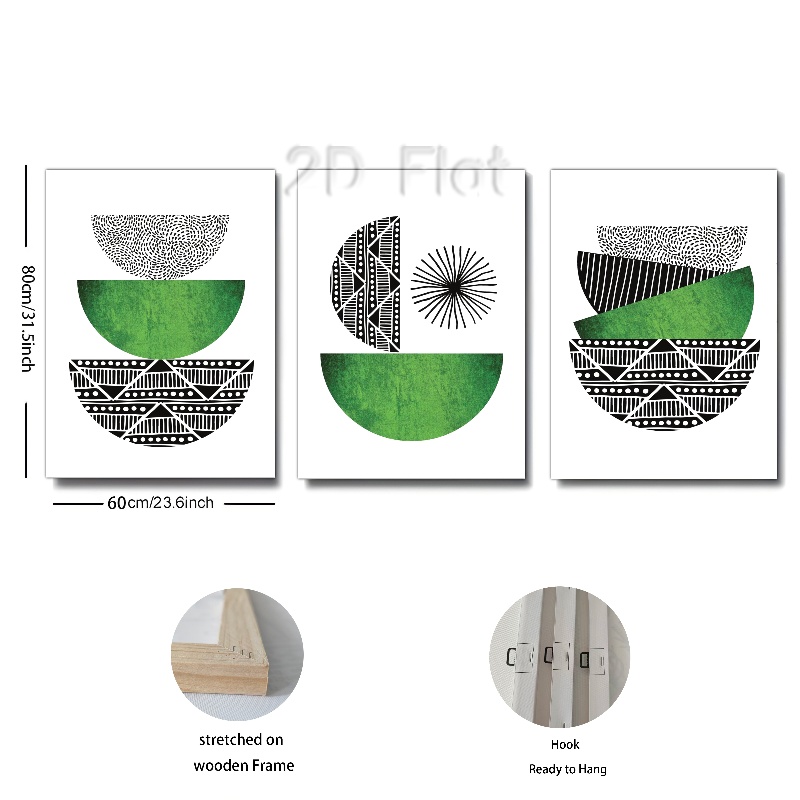 2D Flat
80cm/31.5inch
60cm/23.6inch
stretched on
wooden Frame
Hook
Ready to Hang